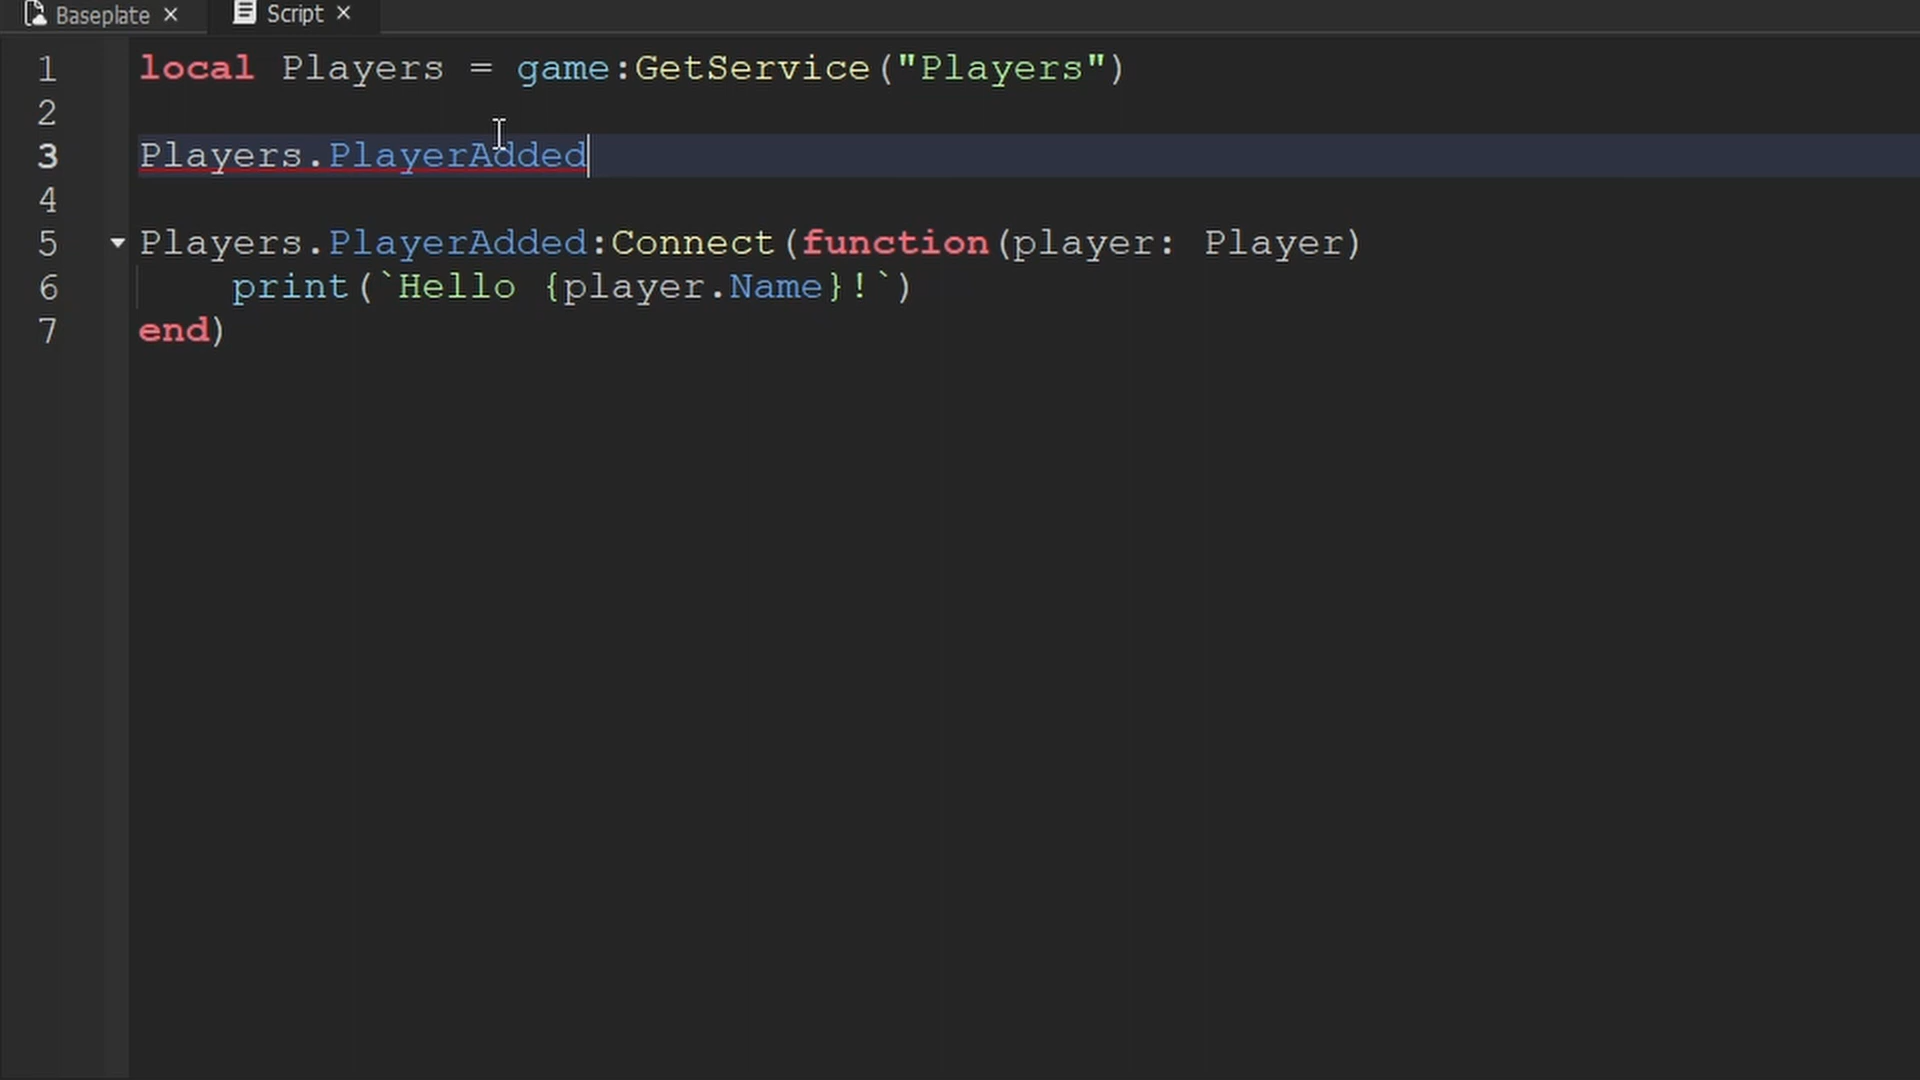 Baseplate × Script ×
1 local Players = game:GetService("Players")
2
3 Players.PlayerAdded
4
5 Players.PlayerAdded:Connect(function(player: Player)
6 print(`Hello {player.Name}!`)
7 end)